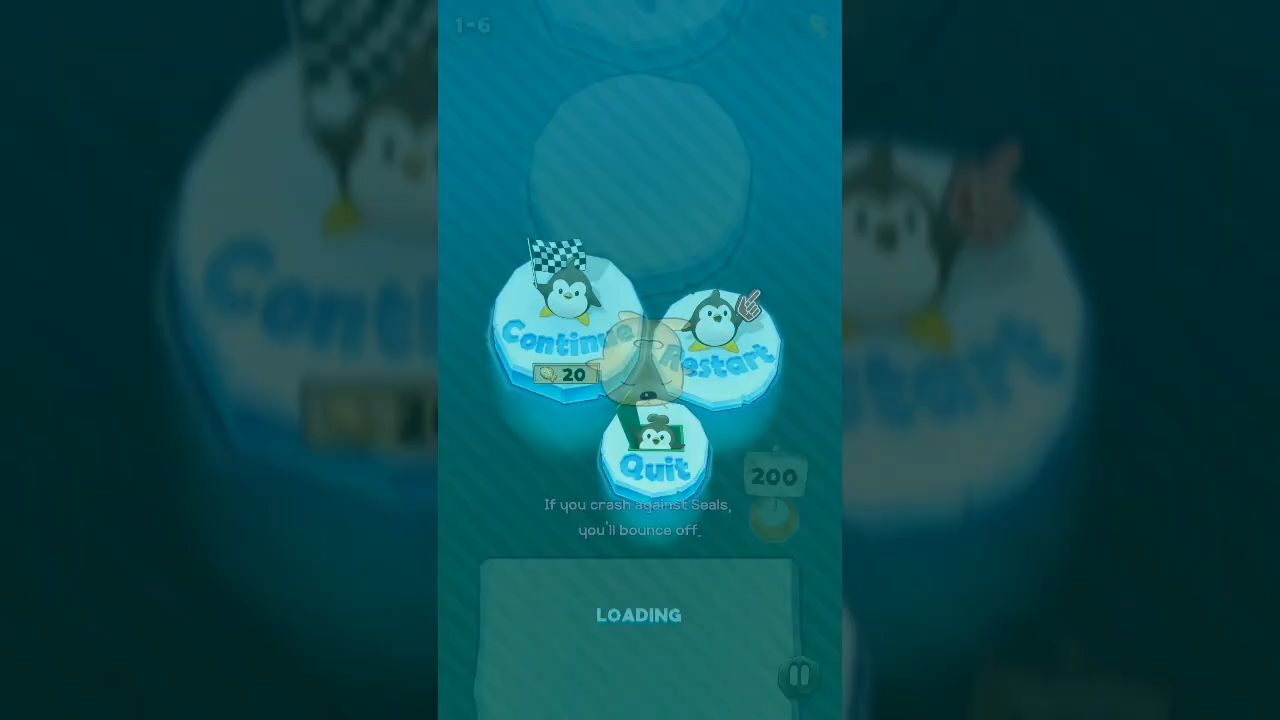 1-6
Continue
20
Restart
Quit
200
If you crash against Seals,
you'll bounce off.
LOADING